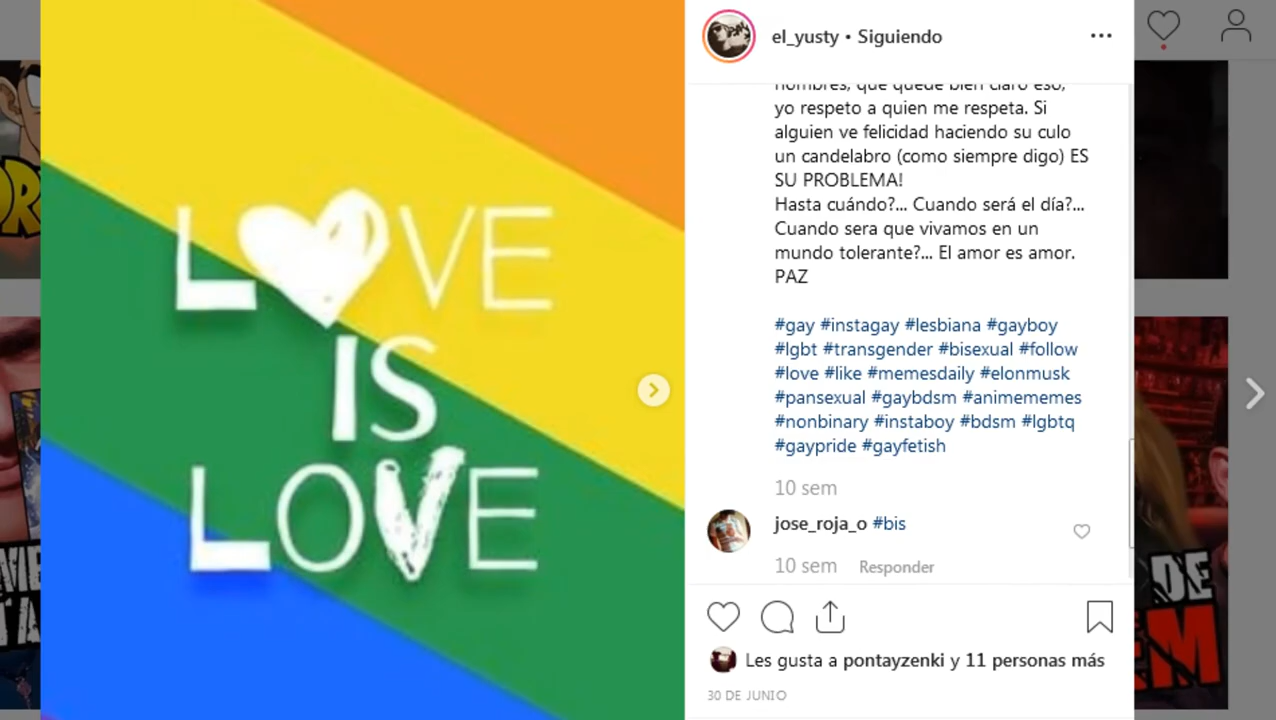 LOVE
IS
LOVE
el_yusty • Siguiendo
hombres, que quede bien claro eso,
yo respeto a quien me respeta. Si
alguien ve felicidad haciendo su culo
un candelabro (como siempre digo) ES
SU PROBLEMA!
Hasta cuándo?... Cuando será el día?...
Cuando sera que vivamos en un
mundo tolerante?... El amor es amor.
PAZ
#gay #instagay #lesbiana #gayboy
#lgbt #transgender #bisexual #follow
#love #like #memesdaily #elonmusk
#pansexual #gaybdsm #animememes
#nonbinary #instaboy #bdsm #lgbtq
#gaypride #gayfetish
10 sem
jose_roja_o #bis
10 sem Responder
Les gusta a pontayzenki y 11 personas más
30 DE JUNIO
DE